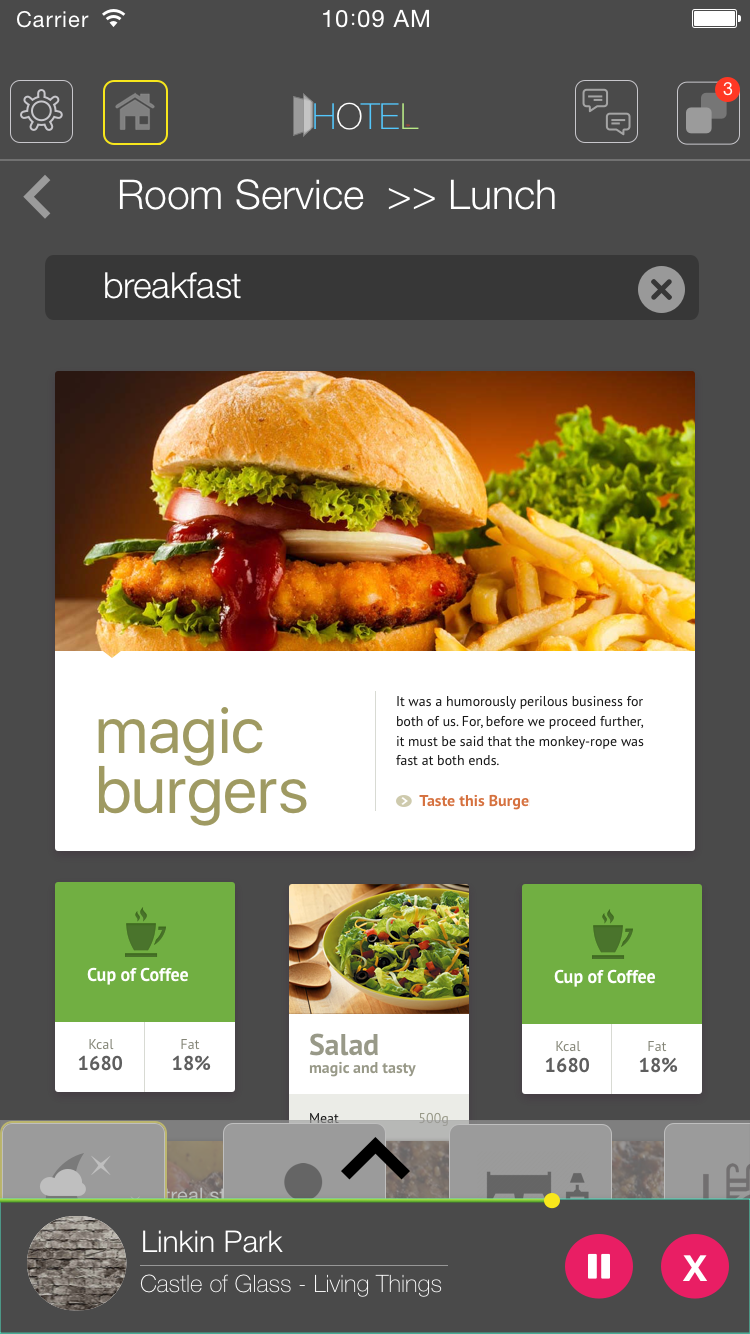 Carrier 10:09 AM
HOTEL
3
Room Service >> Lunch
breakfast
magic
burgers
It was a humorously perilous business for
both of us. For, before we proceed further,
it must be said that the monkey-rope was
fast at both ends.
Taste this Burge
Cup of Coffee
Kcal Fat
1680 18%
Salad
magic and tasty
Meat 500g
Cup of Coffee
Kcal Fat
1680 18%
Linkin Park
Castle of Glass - Living Things
X